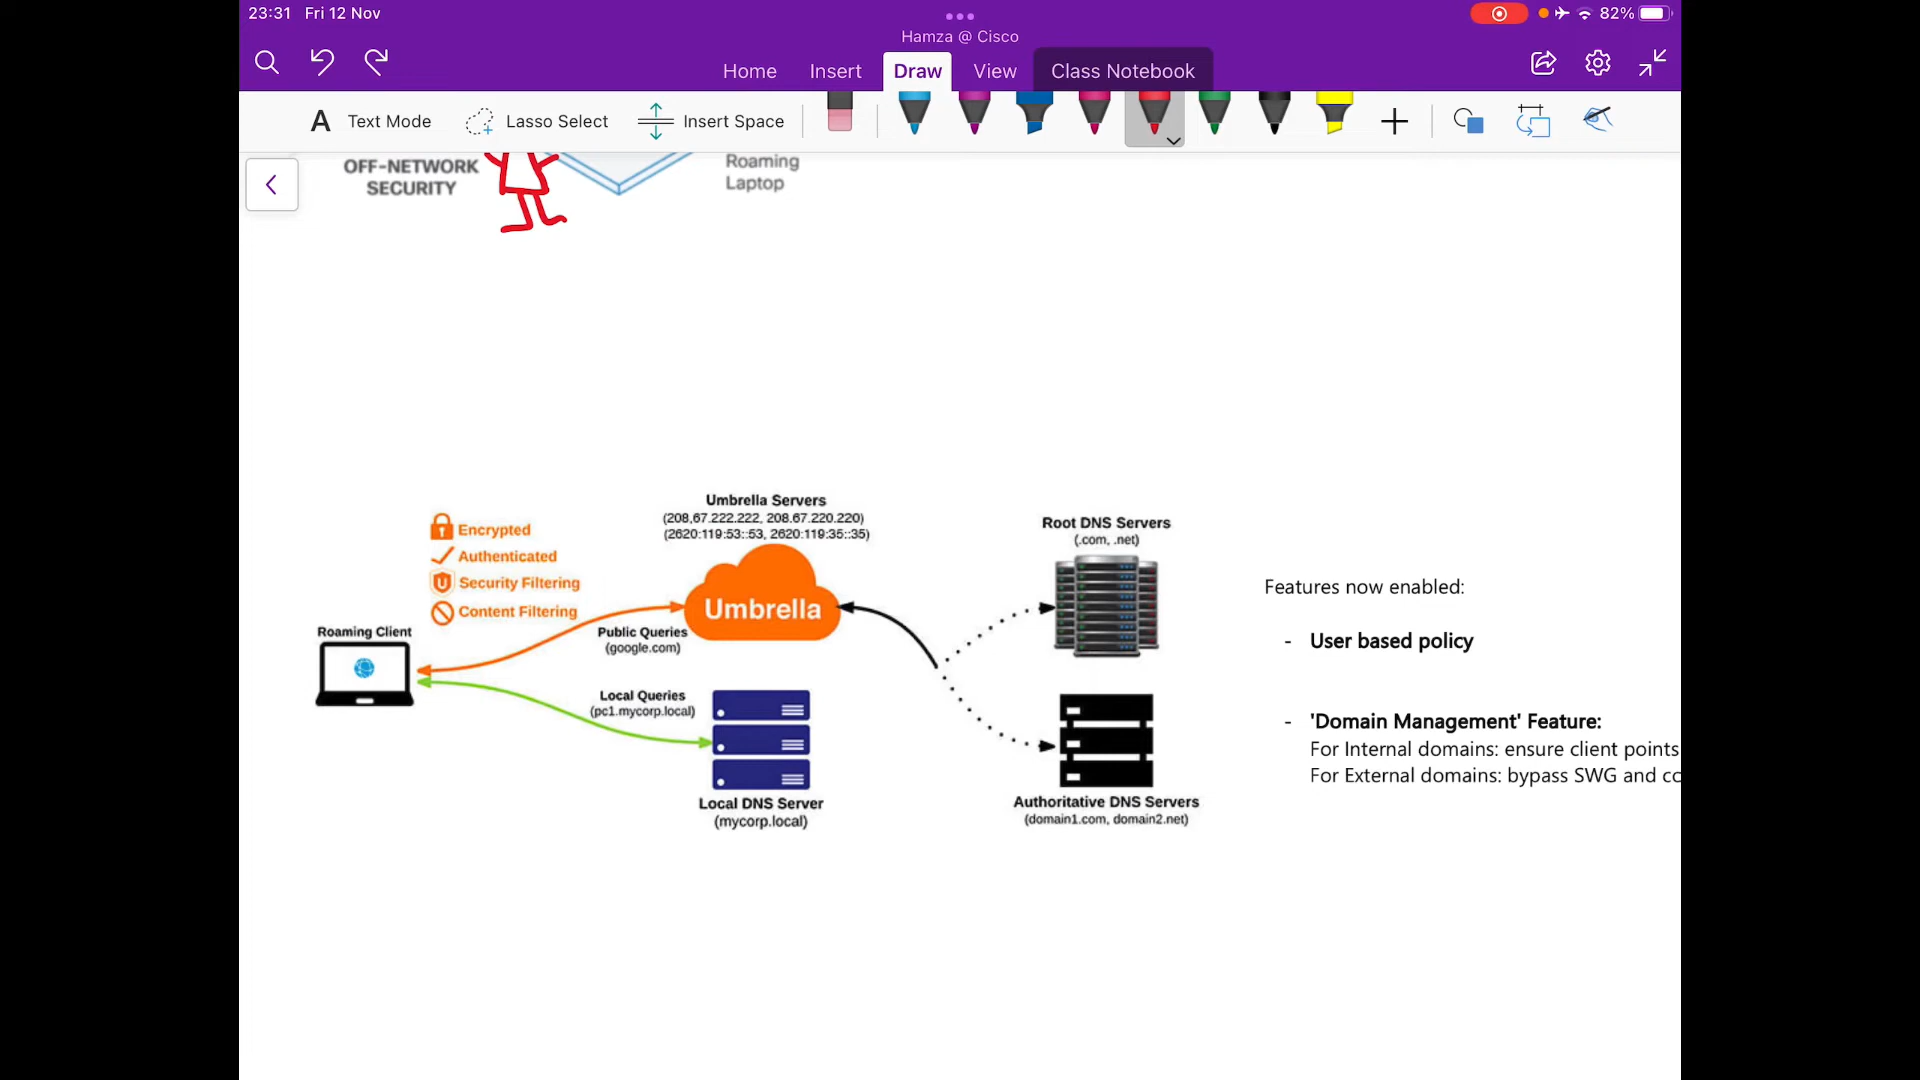 23:31 Fri 12 Nov
82%
Hamza @ Cisco
Home Insert Draw View Class Notebook
A Text Mode Lasso Select Insert Space
OFF-NETWORK
SECURITY
Roaming
Laptop
Umbrella Servers
(208,67.222.222, 208.67.220.220)
(2620:119:53::53, 2620:119:35::35)
Encrypted
Authenticated
Security Filtering
Content Filtering
Roaming Client
Umbrella
Public Queries
(google.com)
Local Queries
(pc1.mycorp.local)
Local DNS Server
(mycorp.local)
Root DNS Servers
(.com, .net)
Authoritative DNS Servers
(domain1.com, domain2.net)
Features now enabled:
- User based policy
- 'Domain Management' Feature:
For Internal domains: ensure client points
For External domains: bypass SWG and